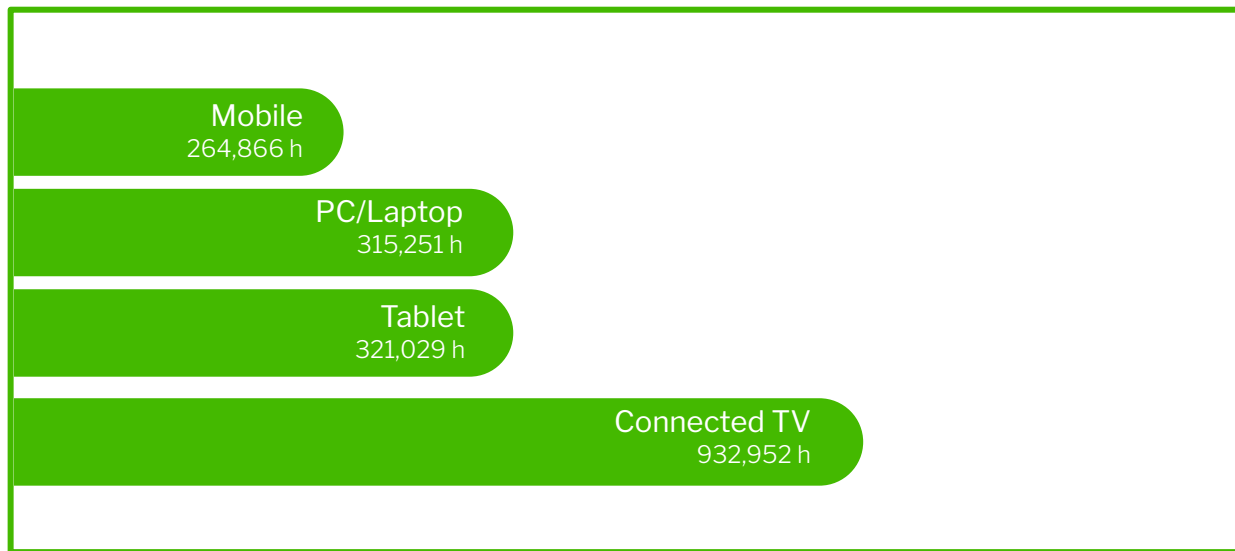 Mobile
264,866 h
PC/Laptop
315,251 h
Tablet
321,029 h
Connected TV
932,952 h